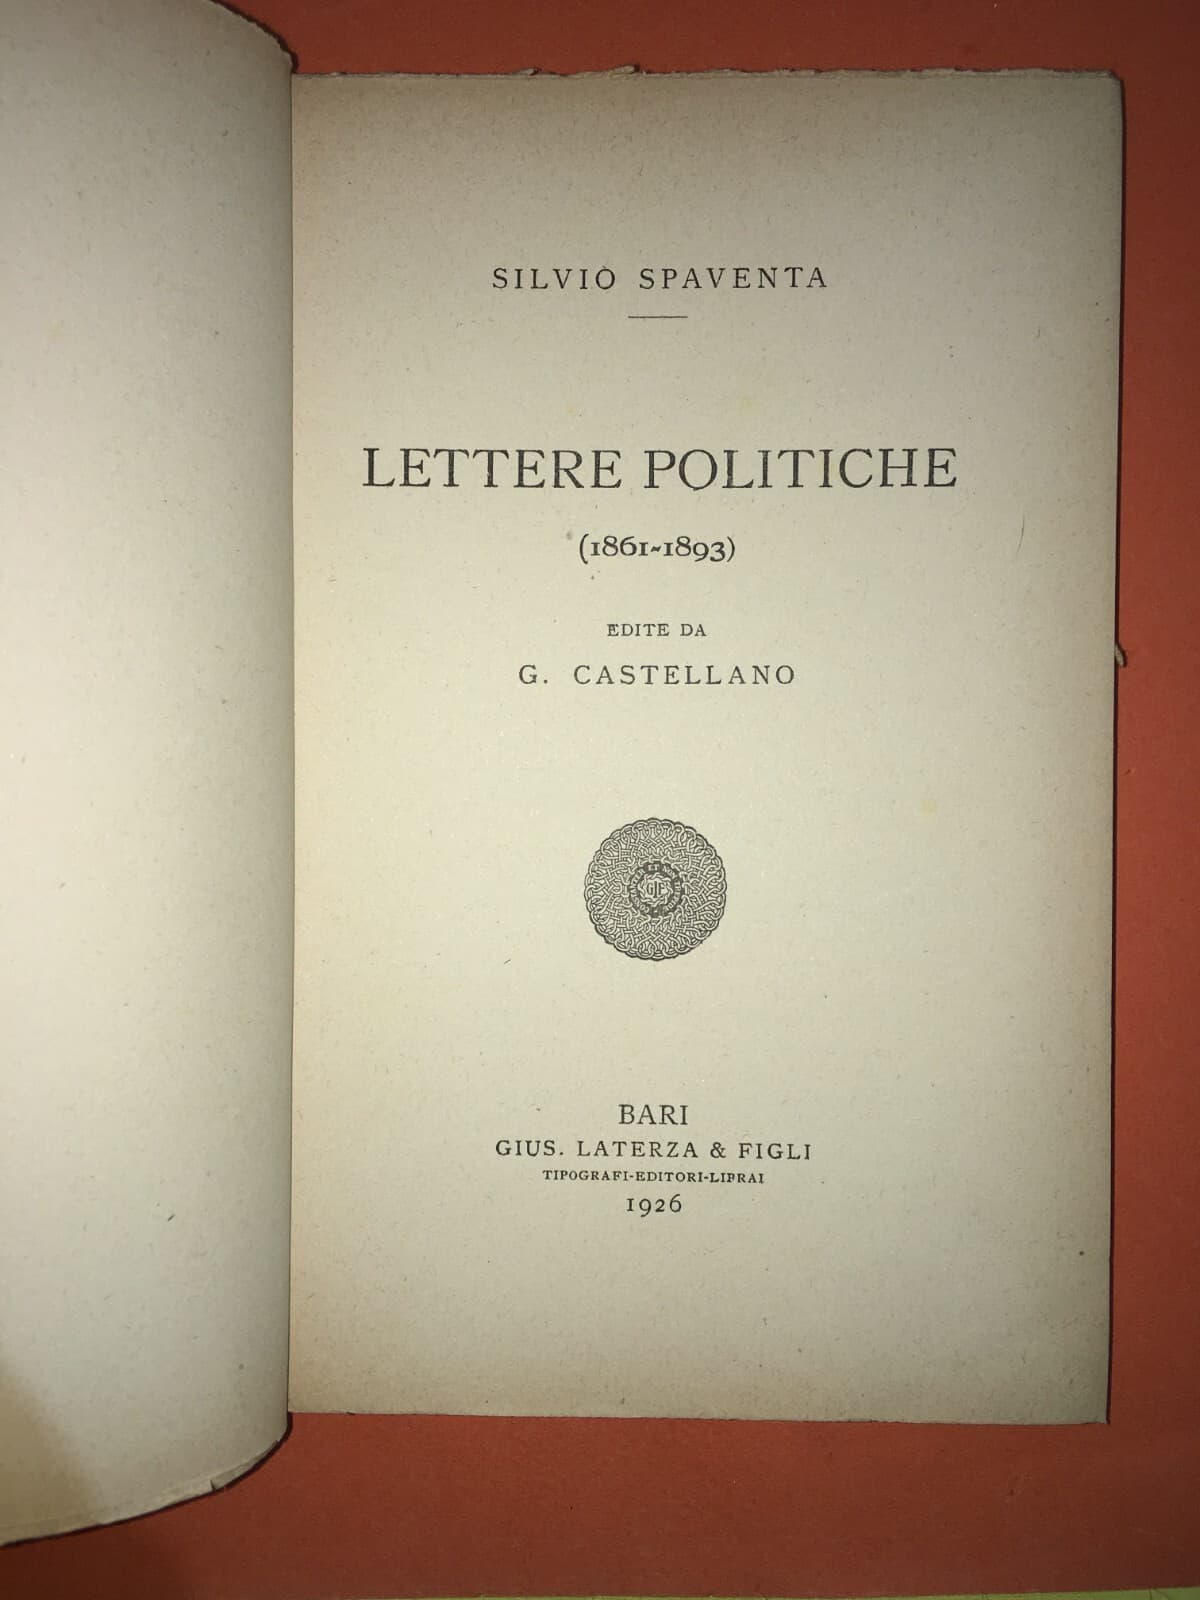 SILVIO SPAVENTA
LETTERE POLITICHE
(1861-1893)
EDITE DA
G. CASTELLANO
BARI
GIUS. LATERZA & FIGLI
TIPOGRAFI-EDITORI-LIBRAI
1926